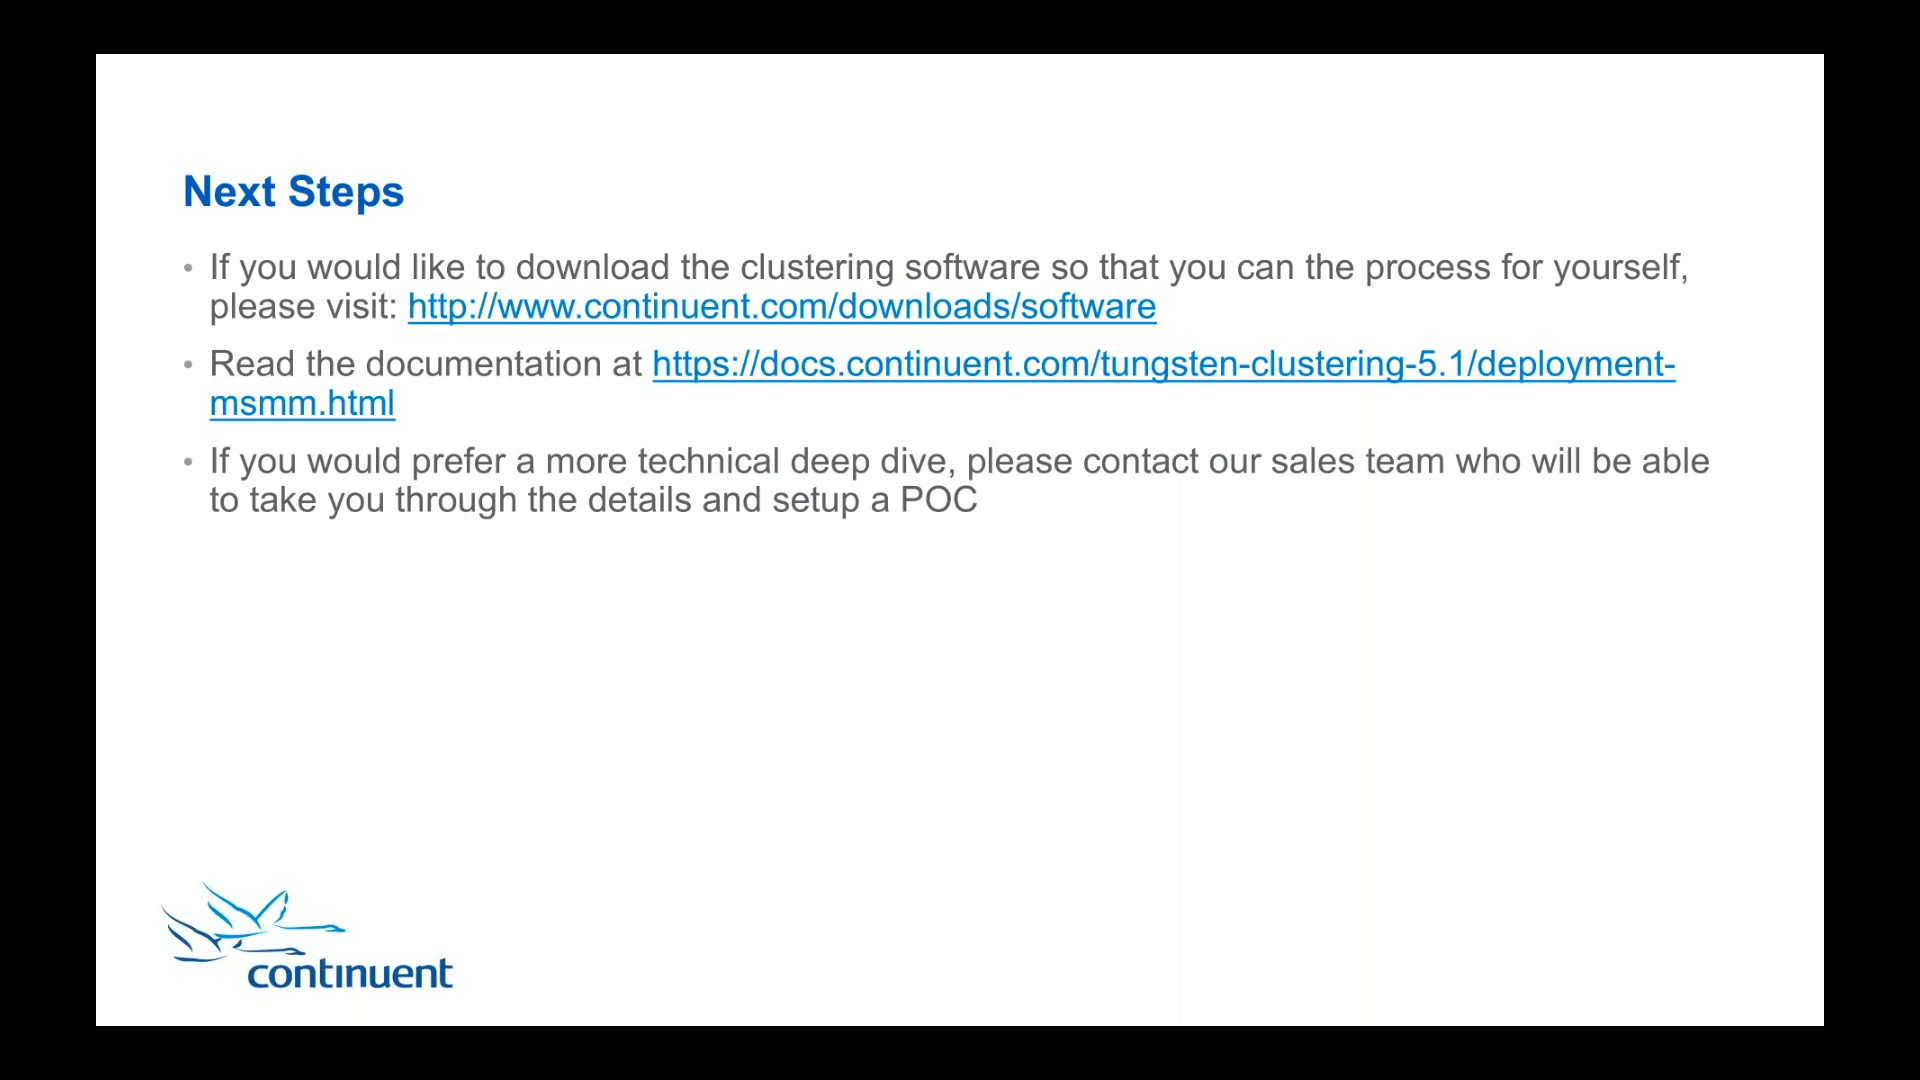 Next Steps
• If you would like to download the clustering software so that you can the process for yourself,
please visit: http://www.continuent.com/downloads/software
• Read the documentation at https://docs.continuent.com/tungsten-clustering-5.1/deployment-
msmm.html
• If you would prefer a more technical deep dive, please contact our sales team who will be able
to take you through the details and setup a POC
continuent